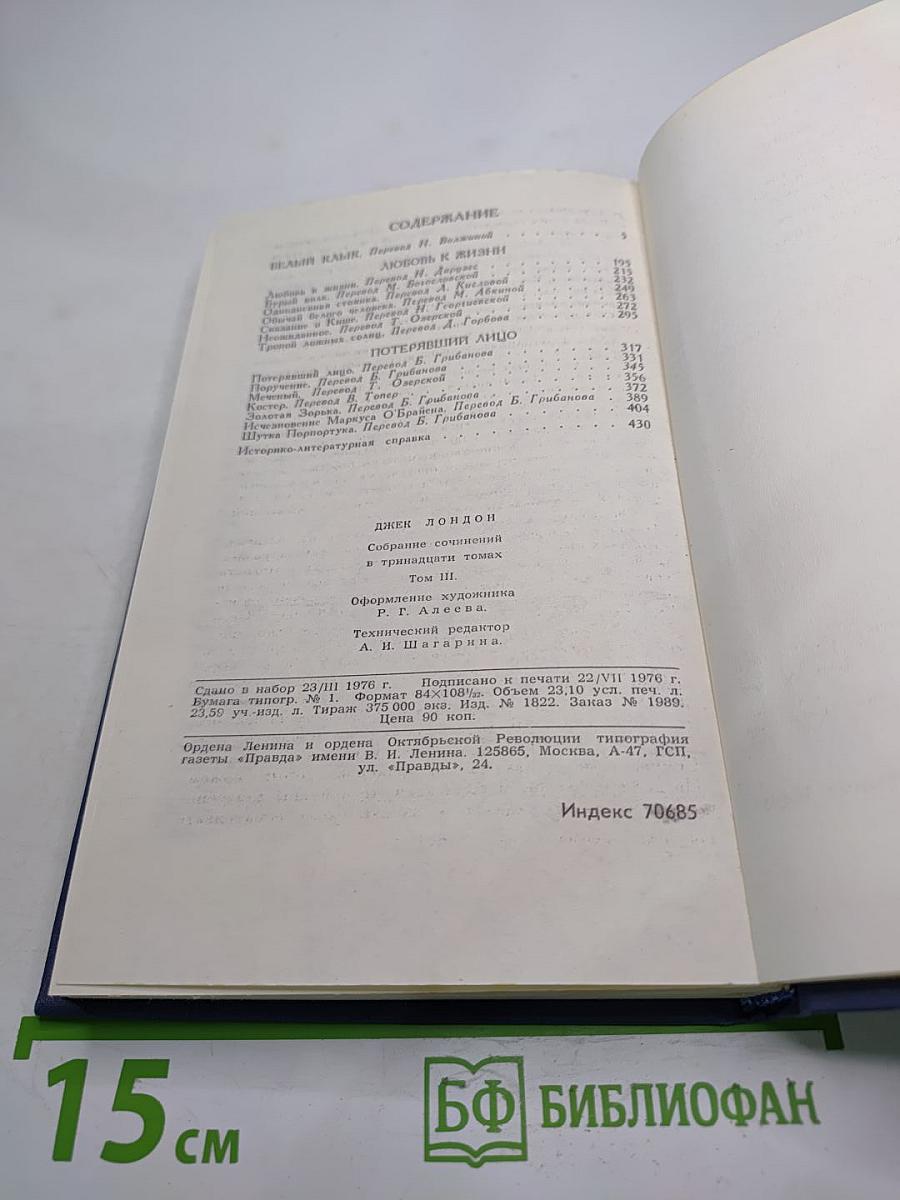 СОДЕРЖАНИЕ
БЕЛЫЙ КЛЫК. Перевод Н. Волжиной . . . . . . . 5
ЛЮБОВЬ К ЖИЗНИ
Любовь к жизни. Перевод Н. Дарузес . . . . . . . 195
Бурый волк. Перевод М. Богословской . . . . . . . 215
Однодневная стоянка. Перевод А. Кисловой . . . . . . 232
Обычай белого человека. Перевод М. Абкиной . . . . . 249
Сказание о Кише. Перевод Н. Георгиевской . . . . . . 263
Неожиданное. Перевод Т. Озерской . . . . . . . 272
Тропой ложных солнц. Перевод Д. Горбова . . . . . . 295
ПОТЕРЯВШИЙ ЛИЦО
Потерявший лицо. Перевод Б. Грибанова . . . . . . . 317
Поручение. Перевод Б. Грибанова . . . . . . . 331
Меченый. Перевод Т. Озерской . . . . . . . 345
Костер. Перевод В. Топер . . . . . . . : : 356
Золотая Зорька. Перевод Б. Грибанова . . . . . . . 372
Исчезновение Маркуса О'Брайена. Перевод Б. Грибанова . 389
Шутка Порпортука. Перевод Б. Грибанова . . . . . . 404
Историко-литературная справка . . . . . . . . . . 430
ДЖЕК ЛОНДОН
Собрание сочинений
в тринадцати томах
Том III.
Оформление художника
Р. Г. Алеева.
Технический редактор
А. И. Шагарина.
Сдано в набор 23/III 1976 г. Подписано к печати 22/VII 1976 г.
Бумага типогр. № 1. Формат 84×108¹/₃₂. Объем 23,10 усл. печ. л.
23,59 уч.-изд. л. Тираж 375 000 экз. Изд. № 1822. Заказ № 1989.
Цена 90 коп.
Ордена Ленина и ордена Октябрьской Революции типография
газеты «Правда» имени В. И. Ленина. 125865, Москва, А-47, ГСП,
ул. «Правды», 24.
Индекс 70685
15 см
БФ БИБЛИОФАН